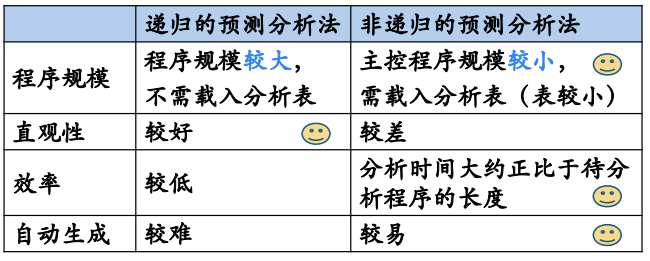 递归的预测分析法 非递归的预测分析法
程序规模 程序规模较大， 主控程序规模较小，
不需载入分析表 需载入分析表（表较小）
直观性 较好 较差
效率 较低 分析时间大约正比于待分
析程序的长度
自动生成 较难 较易